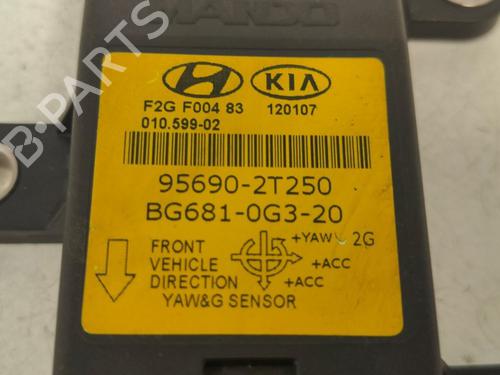 MANDO
KIA
F2G F004 83 120107
010.599-02
95690-2T250
BG681-0G3-20
FRONT
VEHICLE
DIRECTION
+YAW 2G
+ACC
+ACC
YAW&G SENSOR
B-PARTS